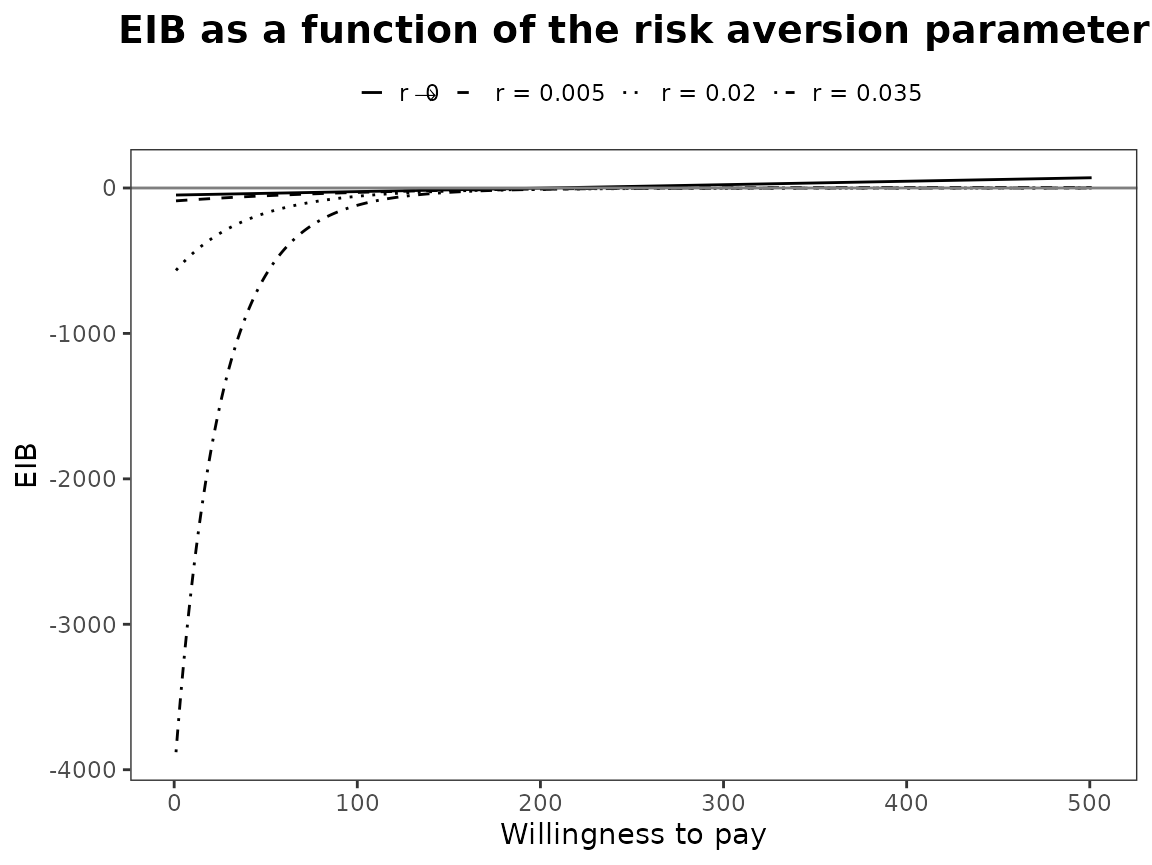 EIB as a function of the risk aversion parameter
r → 0 r = 0.005 r = 0.02 r = 0.035
0
-1000
-2000
-3000
-4000
EIB
0 100 200 300 400 500
Willingness to pay